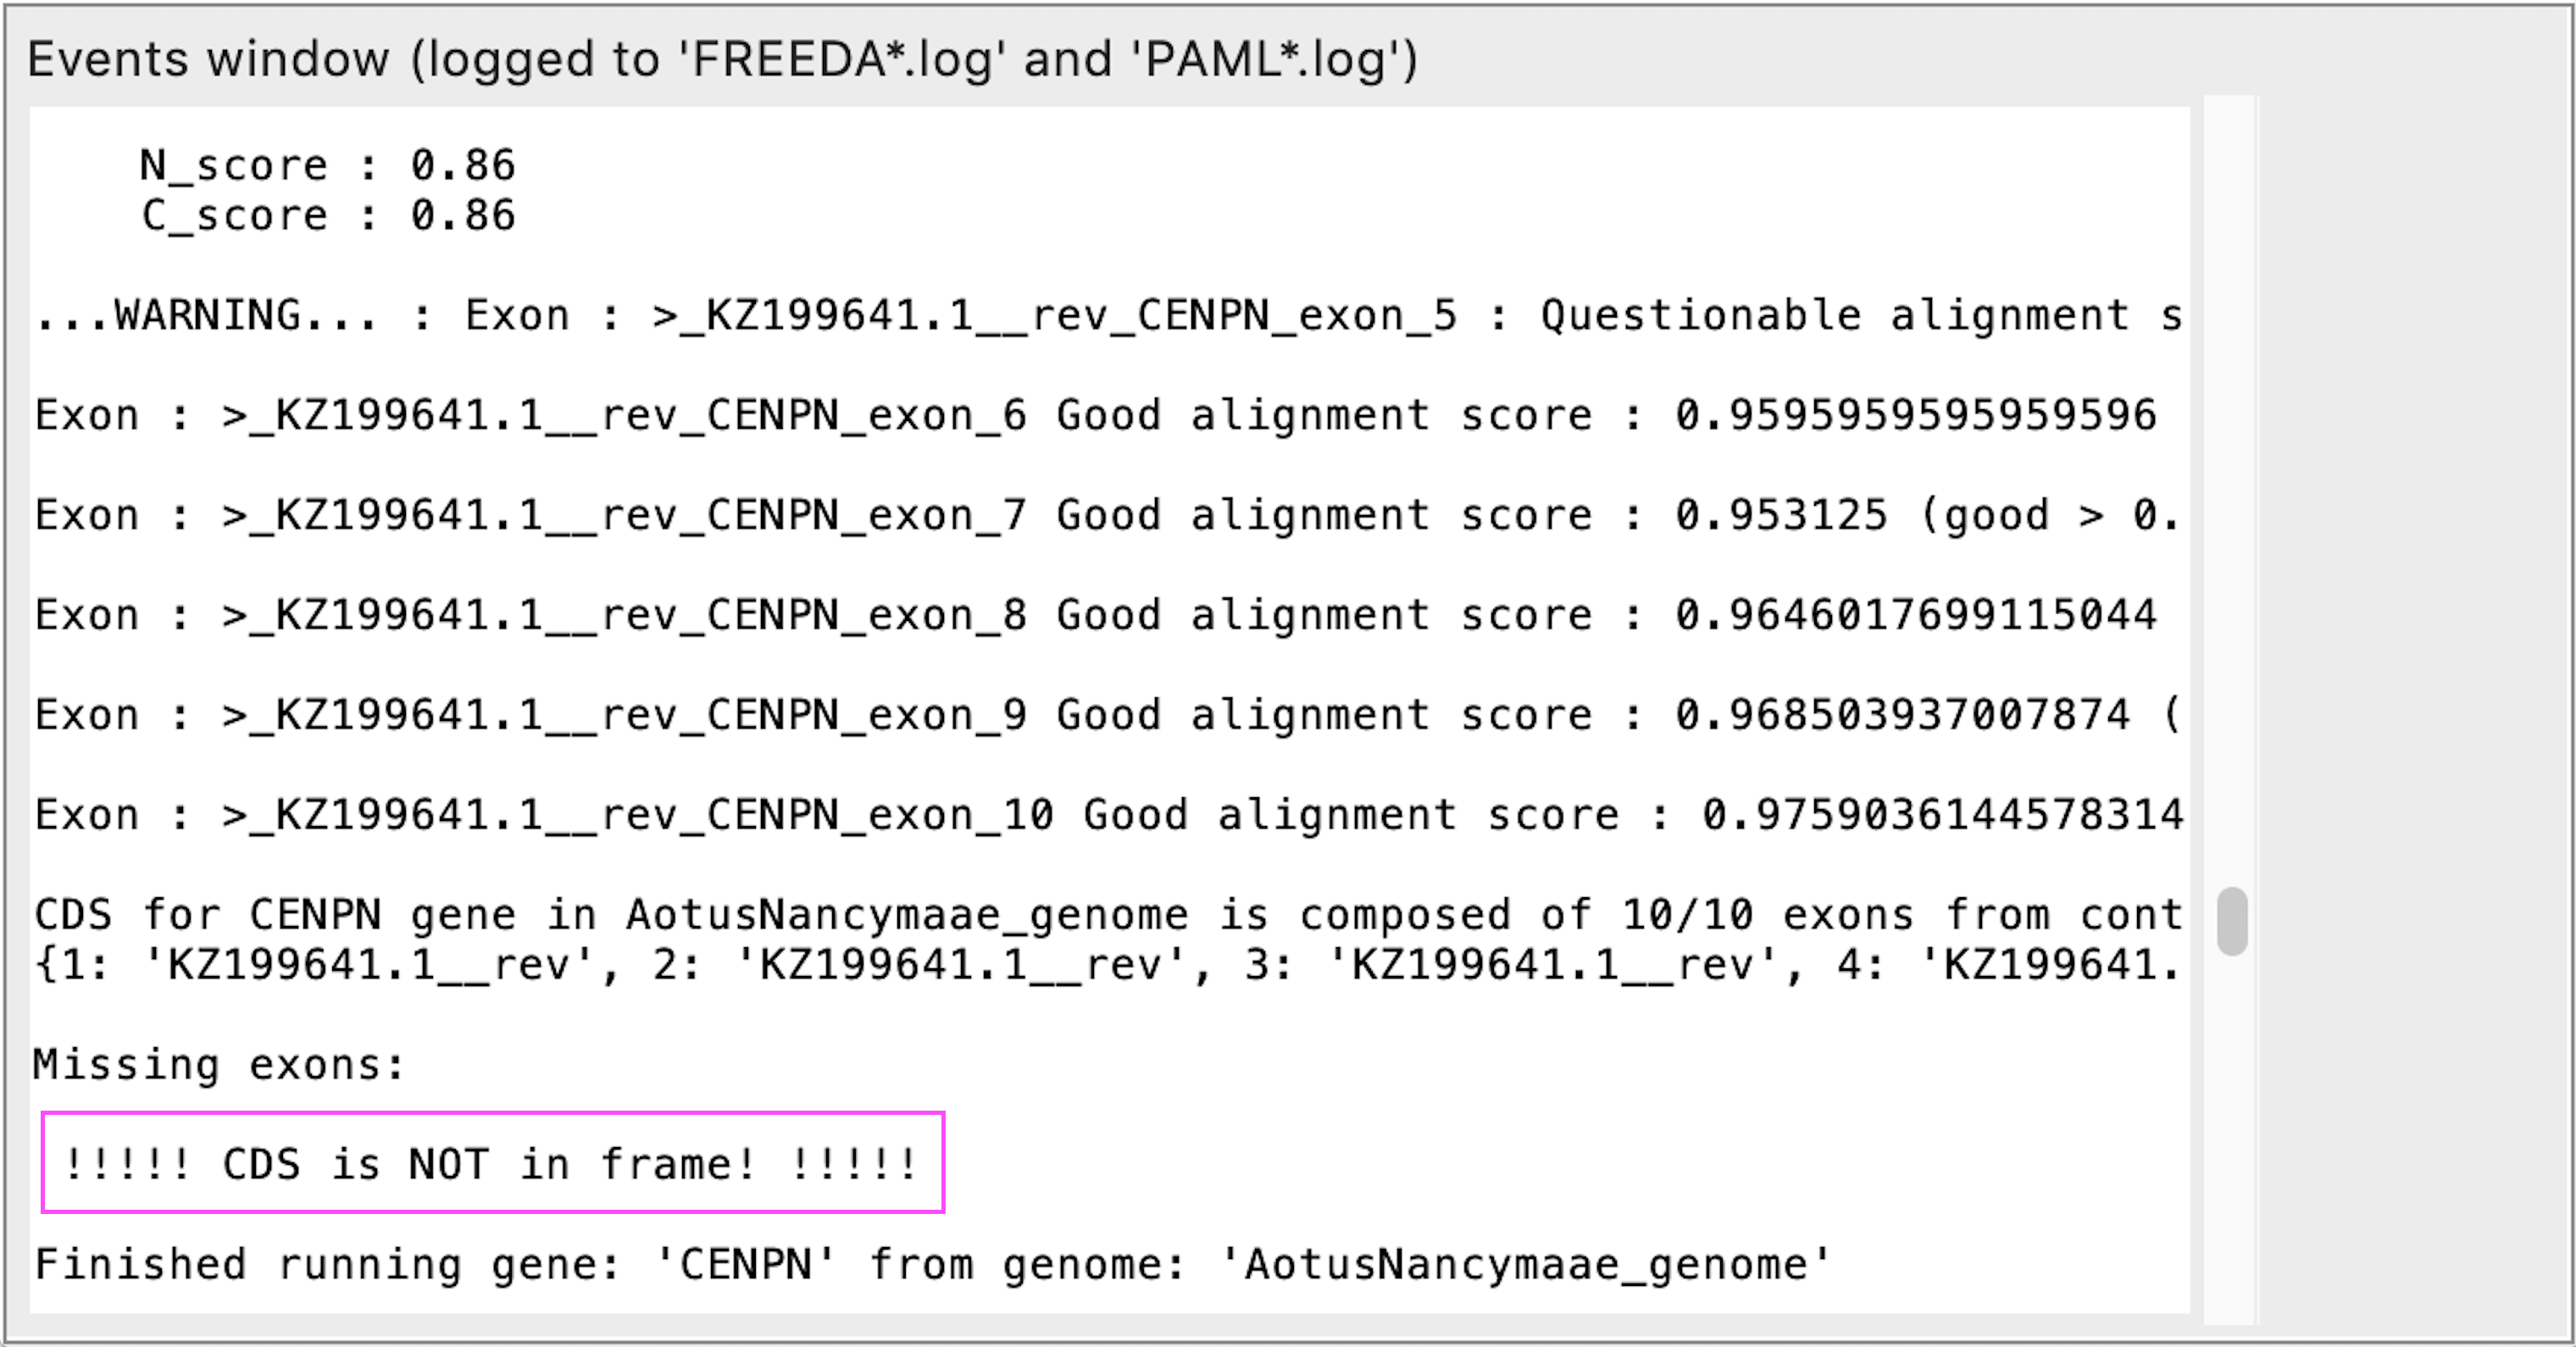 Events window (logged to 'FREEDA*.log' and 'PAML*.log')
N_score : 0.86
C_score : 0.86
...WARNING... : Exon : >_KZ199641.1__rev_CENPN_exon_5 : Questionable alignment s
Exon : >_KZ199641.1__rev_CENPN_exon_6 Good alignment score : 0.9595959595959596
Exon : >_KZ199641.1__rev_CENPN_exon_7 Good alignment score : 0.953125 (good > 0.
Exon : >_KZ199641.1__rev_CENPN_exon_8 Good alignment score : 0.9646017699115044
Exon : >_KZ199641.1__rev_CENPN_exon_9 Good alignment score : 0.968503937007874 (
Exon : >_KZ199641.1__rev_CENPN_exon_10 Good alignment score : 0.9759036144578314
CDS for CENPN gene in AotusNancymaae_genome is composed of 10/10 exons from cont
{1: 'KZ199641.1__rev', 2: 'KZ199641.1__rev', 3: 'KZ199641.1__rev', 4: 'KZ199641.
Missing exons:
!!!!! CDS is NOT in frame! !!!!!
Finished running gene: 'CENPN' from genome: 'AotusNancymaae_genome'